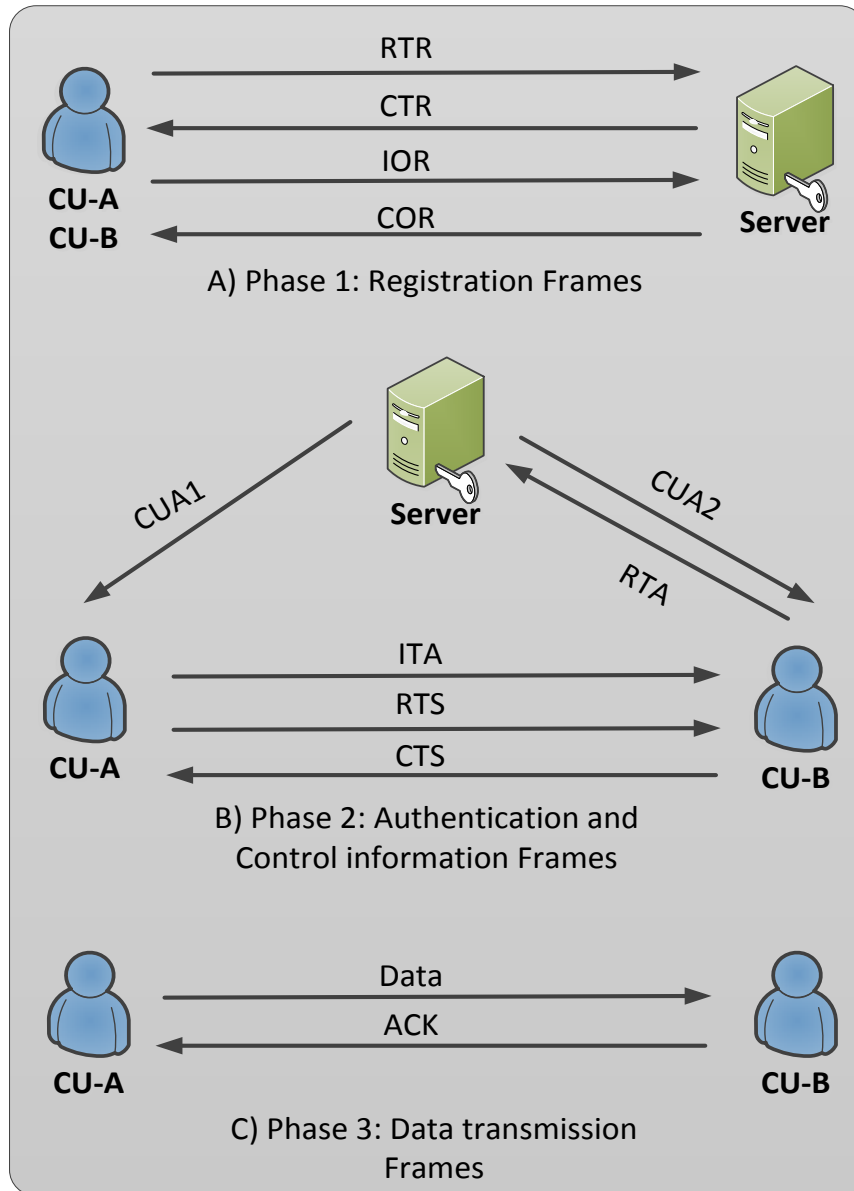 RTR
CTR
IOR
COR
CU-A
CU-B
Server
A) Phase 1: Registration Frames
Server
CUA1
CUA2
RTA
ITA
RTS
CTS
CU-A
CU-B
B) Phase 2: Authentication and
Control information Frames
Data
ACK
CU-A
CU-B
C) Phase 3: Data transmission
Frames